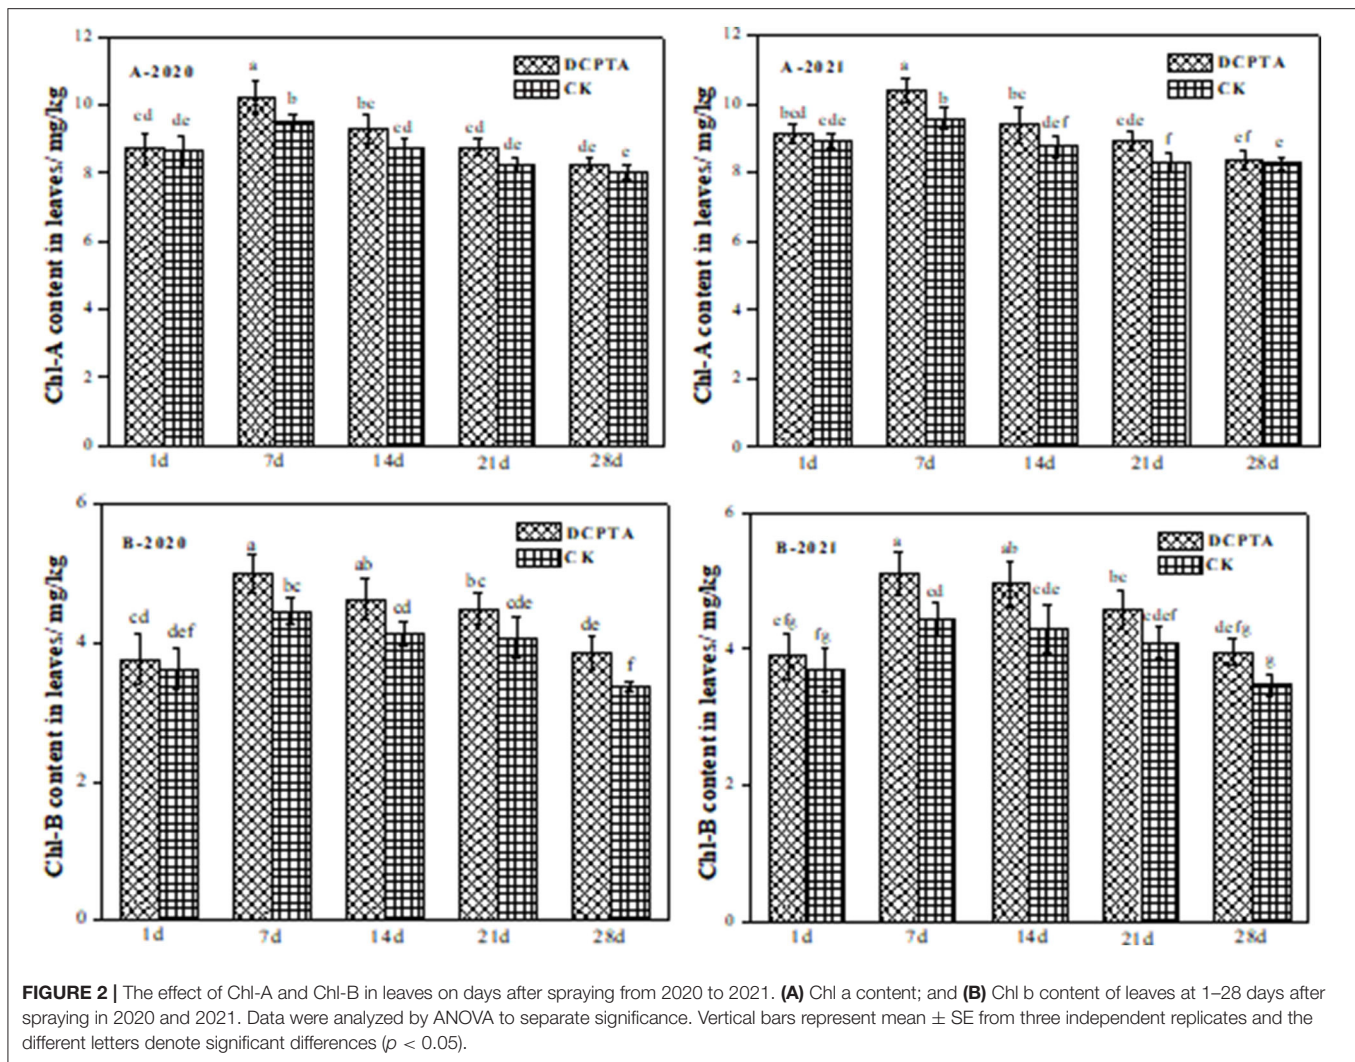 A-2020
DCPTA
CK
Chl-A content in leaves/ mg/kg
12
10
8
6
4
2
0
cd
de
a
b
bc
cd
cd
de
de
e
1d
7d
14d
21d
28d
A-2021
DCPTA
CK
Chl-A content in leaves/ mg/kg
12
10
8
6
4
2
0
bcd
cde
a
b
bc
def
cde
f
ef
e
1d
7d
14d
21d
28d
B-2020
DCPTA
CK
Chl-B content in leaves/ mg/kg
6
4
2
0
cd
def
a
bc
ab
cd
bc
cde
de
f
1d
7d
14d
21d
28d
B-2021
DCPTA
CK
Chl-B content in leaves/ mg/kg
6
4
2
0
efg
fg
a
cd
ab
cde
bc
cdef
defg
g
1d
7d
14d
21d
28d
FIGURE 2 | The effect of Chl-A and Chl-B in leaves on days after spraying from 2020 to 2021. (A) Chl a content; and (B) Chl b content of leaves at 1–28 days after
spraying in 2020 and 2021. Data were analyzed by ANOVA to separate significance. Vertical bars represent mean ± SE from three independent replicates and the
different letters denote significant differences (p < 0.05).